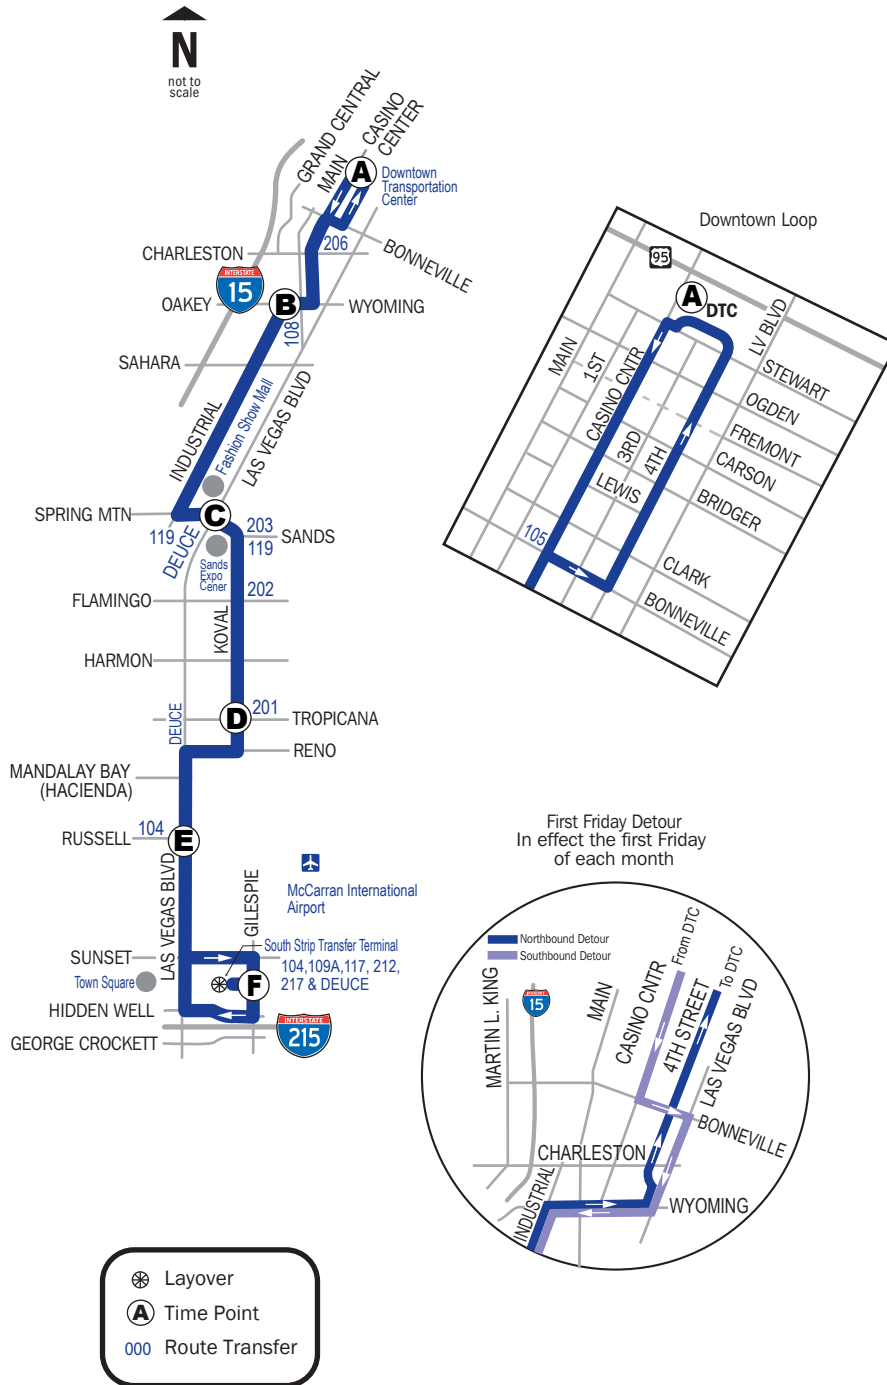 N
not to
scale
GRAND CENTRAL
MAIN
CASINO
CENTER
A
Downtown
Transportation
Center
206
CHARLESTON
BONNEVILLE
INTERSTATE
15
OAKEY
B
WYOMING
108
SAHARA
INDUSTRIAL
Fashion Show Mall
LAS VEGAS BLVD
SPRING MTN
C
119
DEUCE
203
119
SANDS
Sands
Expo
Cener
FLAMINGO
202
KOVAL
HARMON
DEUCE
D
201
TROPICANA
RENO
MANDALAY BAY
(HACIENDA)
104
RUSSELL
E
LAS VEGAS BLVD
GILESPIE
McCarran International
Airport
SUNSET
South Strip Transfer Terminal
104,109A,117, 212,
217 & DEUCE
Town Square
F
HIDDEN WELL
INTERSTATE
215
GEORGE CROCKETT
Downtown Loop
95
A
DTC
LV BLVD
MAIN
1ST
CASINO CNTR
3RD
4TH
STEWART
OGDEN
FREMONT
CARSON
BRIDGER
LEWIS
105
CLARK
BONNEVILLE
First Friday Detour
In effect the first Friday
of each month
Northbound Detour
Southbound Detour
From DTC
To DTC
MARTIN L. KING
INTERSTATE
15
MAIN
CASINO CNTR
4TH STREET
LAS VEGAS BLVD
BONNEVILLE
CHARLESTON
INDUSTRIAL
WYOMING
Layover
A Time Point
000 Route Transfer